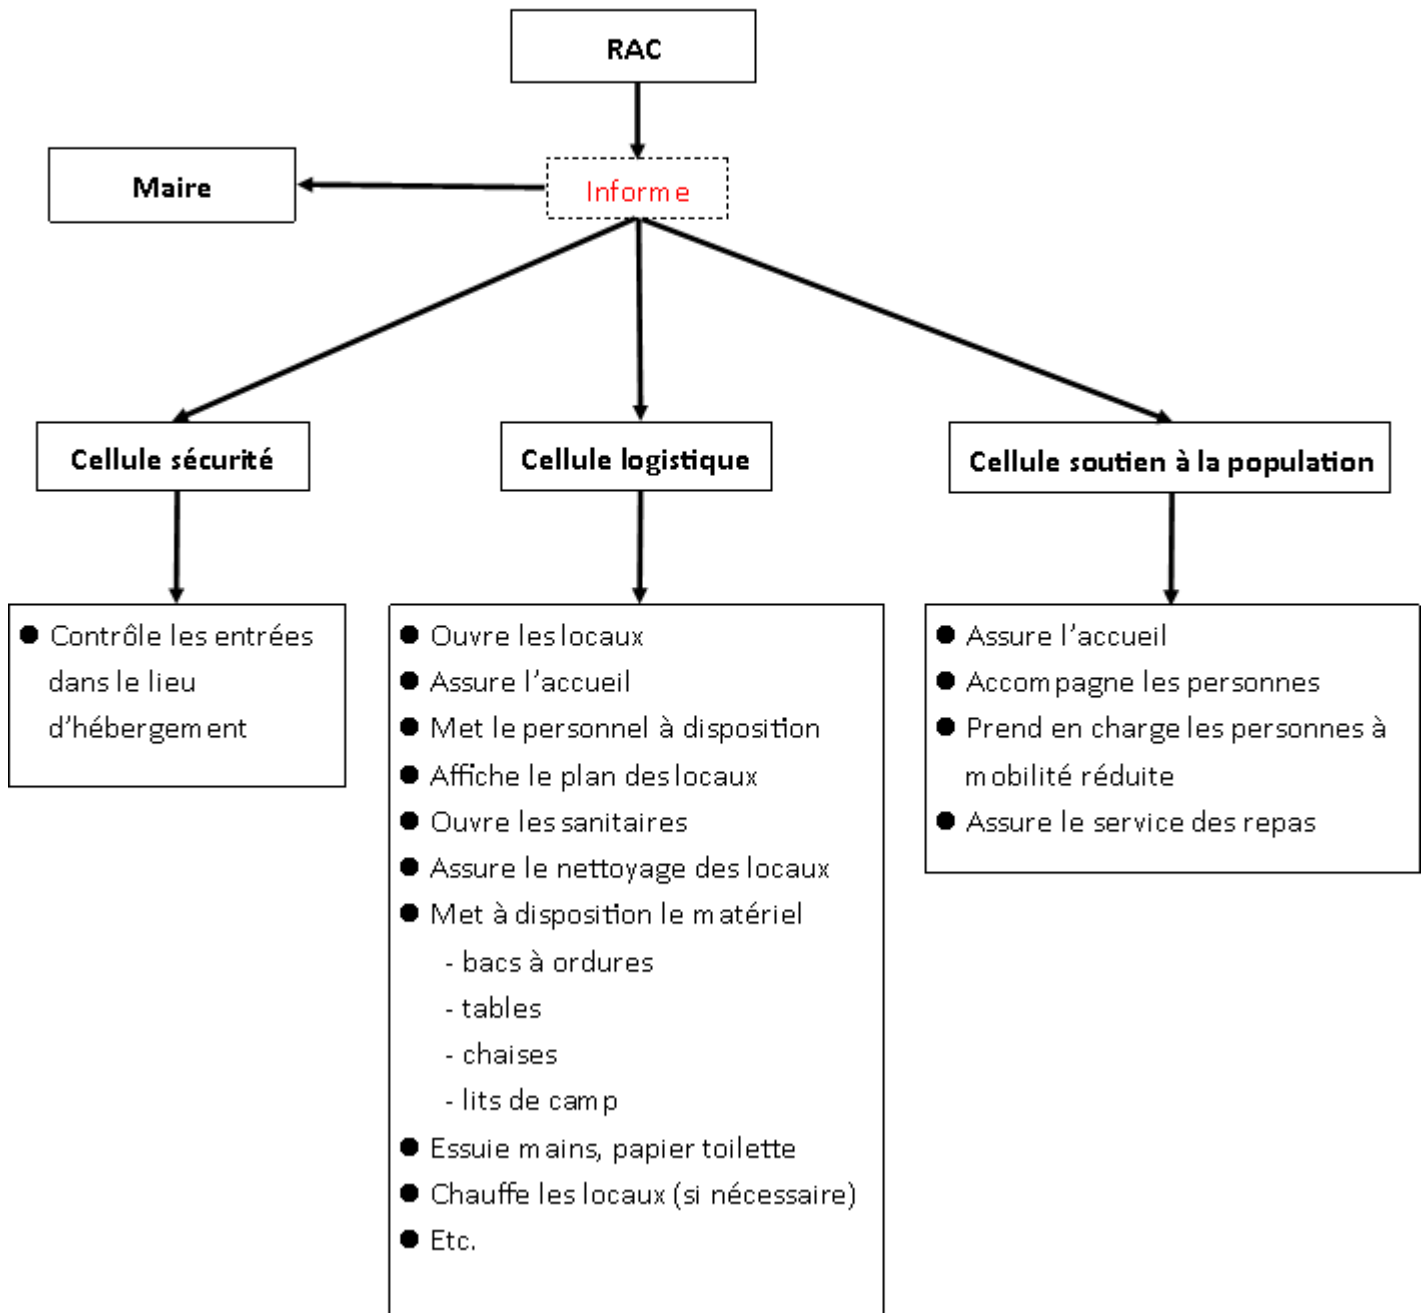 RAC
Maire
Informe
Cellule sécurité
Cellule logistique
Cellule soutien à la population
● Contrôle les entrées
dans le lieu
d’hébergement
● Ouvre les locaux
● Assure l’accueil
● Met le personnel à disposition
● Affiche le plan des locaux
● Ouvre les sanitaires
● Assure le nettoyage des locaux
● Met à disposition le matériel
- bacs à ordures
- tables
- chaises
- lits de camp
● Essuie mains, papier toilette
● Chauffe les locaux (si nécessaire)
● Etc.
● Assure l’accueil
● Accompagne les personnes
● Prend en charge les personnes à
mobilité réduite
● Assure le service des repas